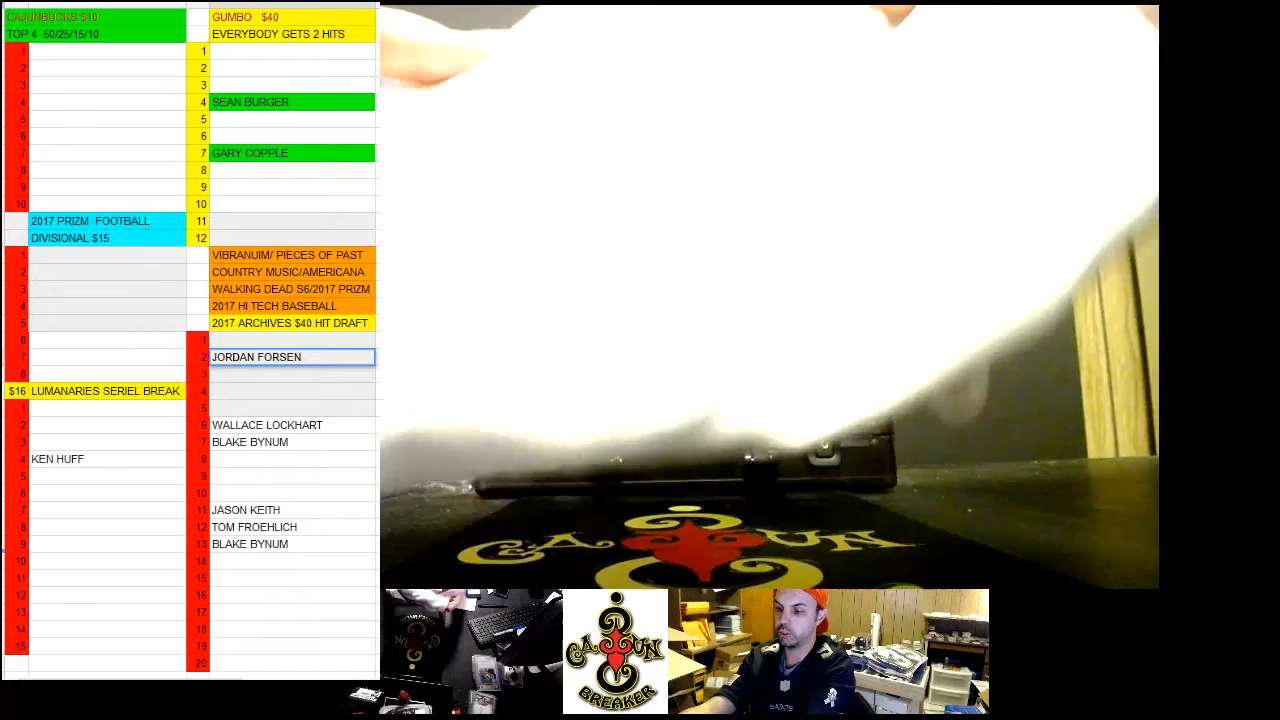 CAJUNBUCKS $10
TOP 4 50/25/15/10
1
2
3
4
5
6
7
8
9
10
2017 PRIZM FOOTBALL
DIVISIONAL $15
1
2
3
4
5
6
7
8
$16 LUMANARIES SERIEL BREAK
1
2
3
4 KEN HUFF
5
6
7
8
9
10
11
12
13
14
15
GUMBO $40
EVERYBODY GETS 2 HITS
1
2
3
4 SEAN BURGER
5
6
7 GARY COPPLE
8
9
10
11
12
VIBRANUIM/ PIECES OF PAST
COUNTRY MUSIC/AMERICANA
WALKING DEAD S6/2017 PRIZM
2017 HI TECH BASEBALL
2017 ARCHIVES $40 HIT DRAFT
1
2 JORDAN FORSEN
3
4
5
6 WALLACE LOCKHART
7 BLAKE BYNUM
8
9
10
11 JASON KEITH
12 TOM FROEHLICH
13 BLAKE BYNUM
14
15
16
17
18
19
20
CAJUN
CAJUN
BREAKER
SAINTS